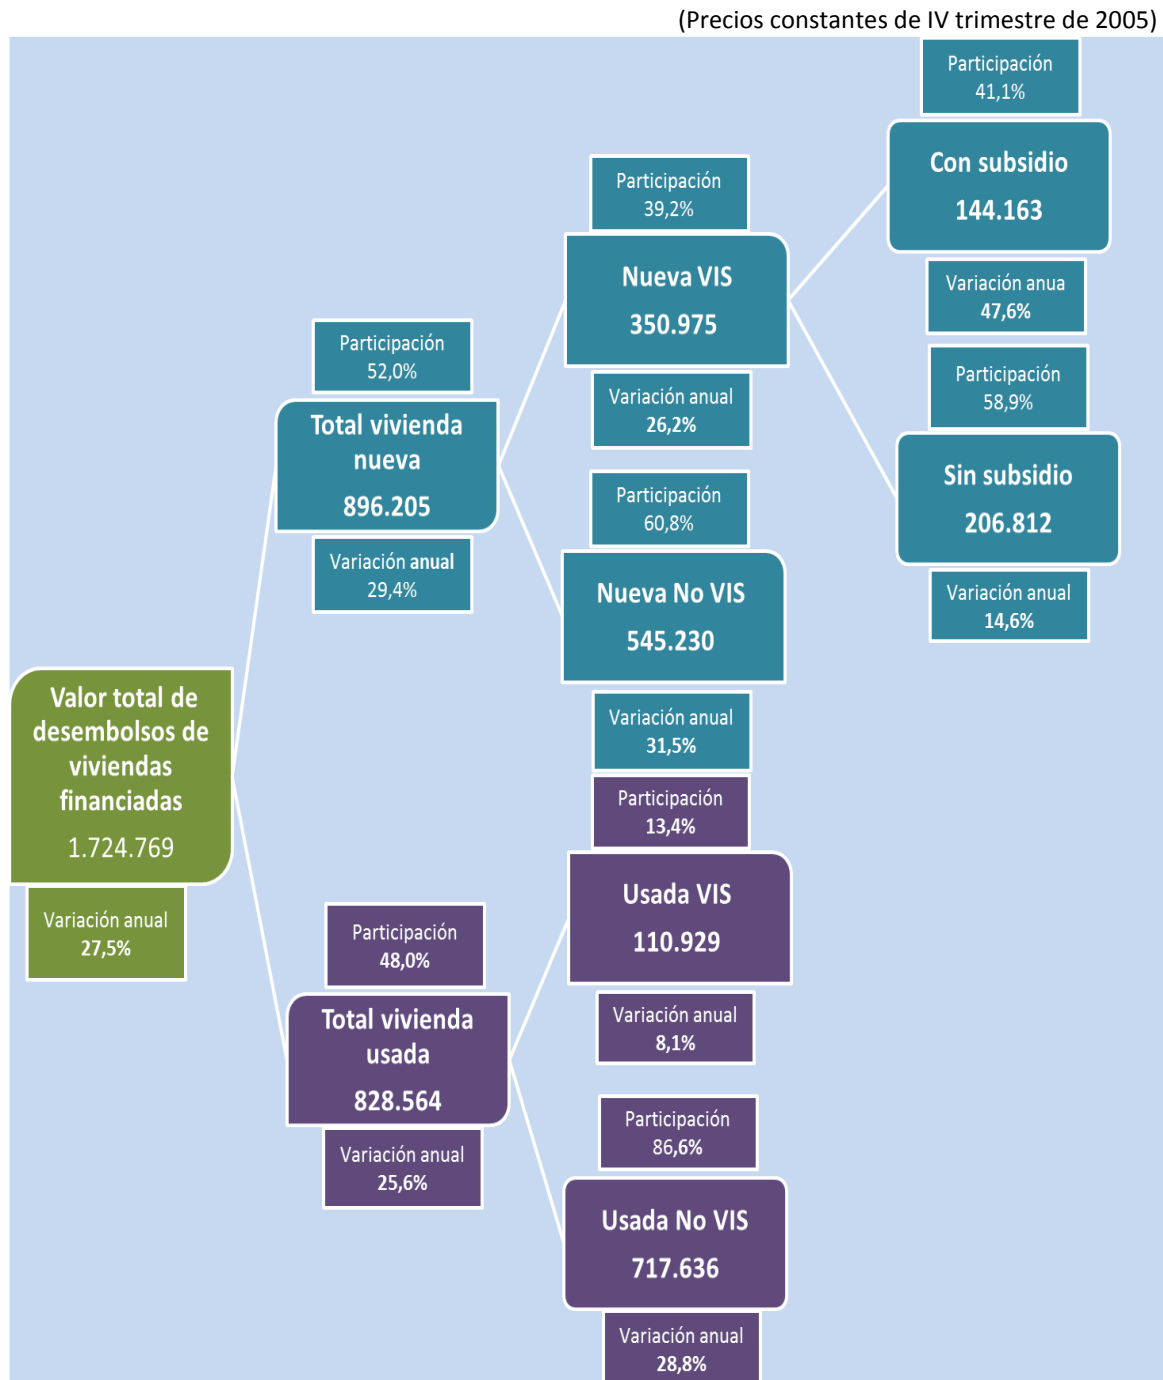 (Precios constantes de IV trimestre de 2005)
Participación
41,1%
Con subsidio
144.163
Variación anua
47,6%
Participación
58,9%
Sin subsidio
206.812
Variación anual
14,6%
Participación
39,2%
Nueva VIS
350.975
Variación anual
26,2%
Participación
60,8%
Nueva No VIS
545.230
Variación anual
31,5%
Participación
52,0%
Total vivienda
nueva
896.205
Variación anual
29,4%
Valor total de
desembolsos de
viviendas
financiadas
1.724.769
Variación anual
27,5%
Participación
13,4%
Usada VIS
110.929
Variación anual
8,1%
Participación
48,0%
Total vivienda
usada
828.564
Variación anual
25,6%
Participación
86,6%
Usada No VIS
717.636
Variación anual
28,8%